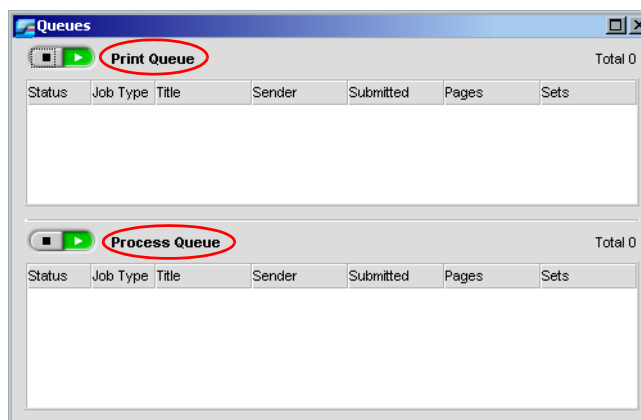 Queues
Print Queue Total 0
Status Job Type Title Sender Submitted Pages Sets
Process Queue Total 0
Status Job Type Title Sender Submitted Pages Sets